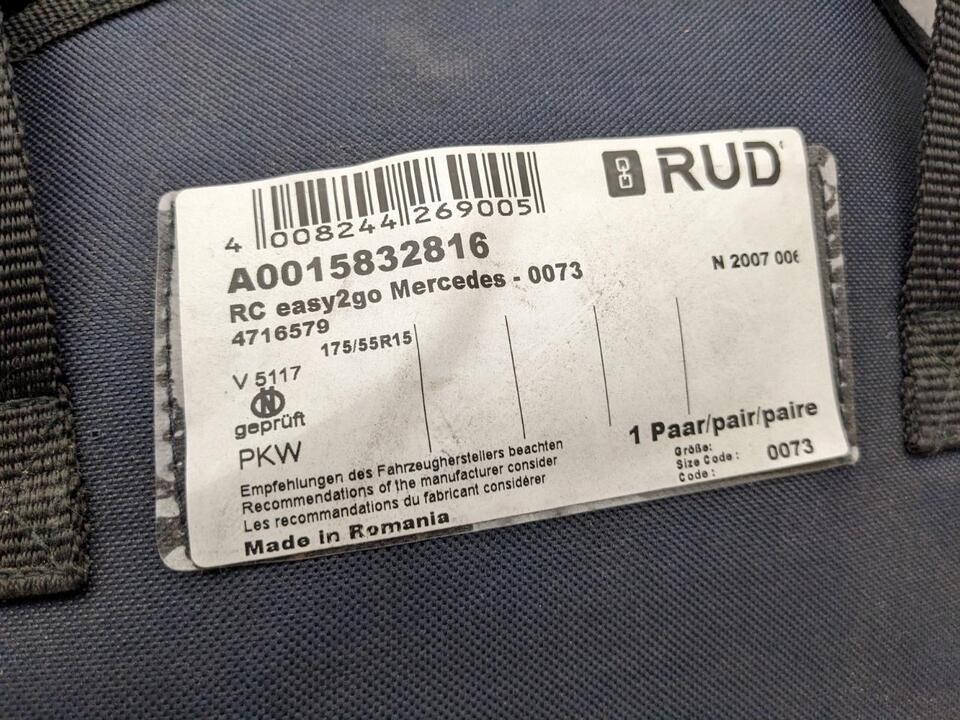 RUD
4 008244 269005
A0015832816
RC easy2go Mercedes - 0073
N 2007 006
4716579
175/55R15
V 5117
N
geprüft
PKW
1 Paar/pair/paire
Größe:
Size Code: 0073
Code:
Empfehlungen des Fahrzeugherstellers beachten
Recommendations of the manufacturer consider
Les recommandations du fabricant considérer
Made in Romania